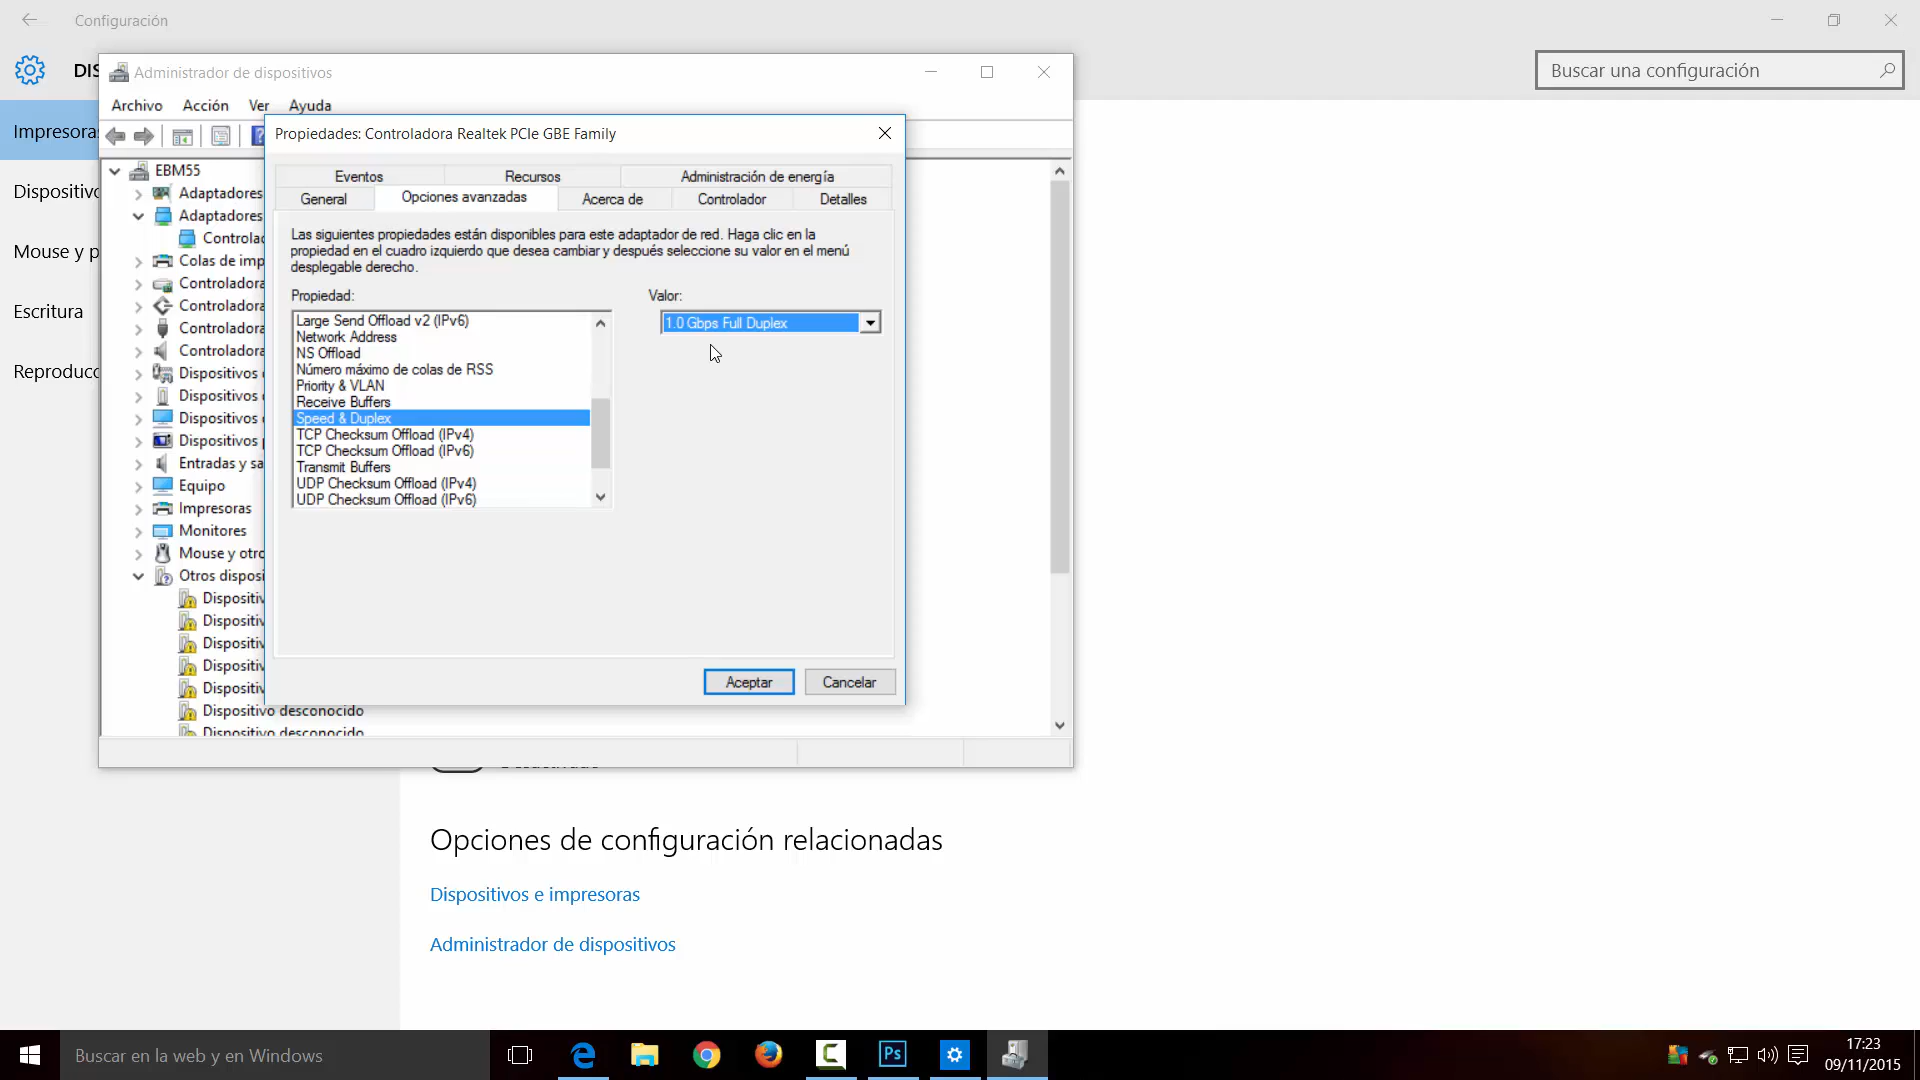 Configuración
DIS
Buscar una configuración
Administrador de dispositivos
Archivo Acción Ver Ayuda
Impresoras
Dispositivo
Mouse y p
Escritura
Reproducc
EBM55
Adaptadores
Adaptadores
Controlad
Colas de imp
Controladora
Controladora
Controladora
Controladora
Dispositivos
Dispositivos
Dispositivos
Dispositivos
Entradas y sa
Equipo
Impresoras
Monitores
Mouse y otro
Otros disposi
Dispositiv
Dispositiv
Dispositiv
Dispositiv
Dispositiv
Dispositivo desconocido
Dispositivo desconocido
Propiedades: Controladora Realtek PCIe GBE Family
Eventos Recursos Administración de energía
General Opciones avanzadas Acerca de Controlador Detalles
Las siguientes propiedades están disponibles para este adaptador de red. Haga clic en la
propiedad en el cuadro izquierdo que desea cambiar y después seleccione su valor en el menú
desplegable derecho.
Propiedad:
Valor:
Large Send Offload v2 (IPv6)
Network Address
NS Offload
Número máximo de colas de RSS
Priority & VLAN
Receive Buffers
Speed & Duplex
TCP Checksum Offload (IPv4)
TCP Checksum Offload (IPv6)
Transmit Buffers
UDP Checksum Offload (IPv4)
UDP Checksum Offload (IPv6)
1.0 Gbps Full Duplex
Aceptar Cancelar
Opciones de configuración relacionadas
Dispositivos e impresoras
Administrador de dispositivos
Buscar en la web y en Windows
Ps
17:23
09/11/2015